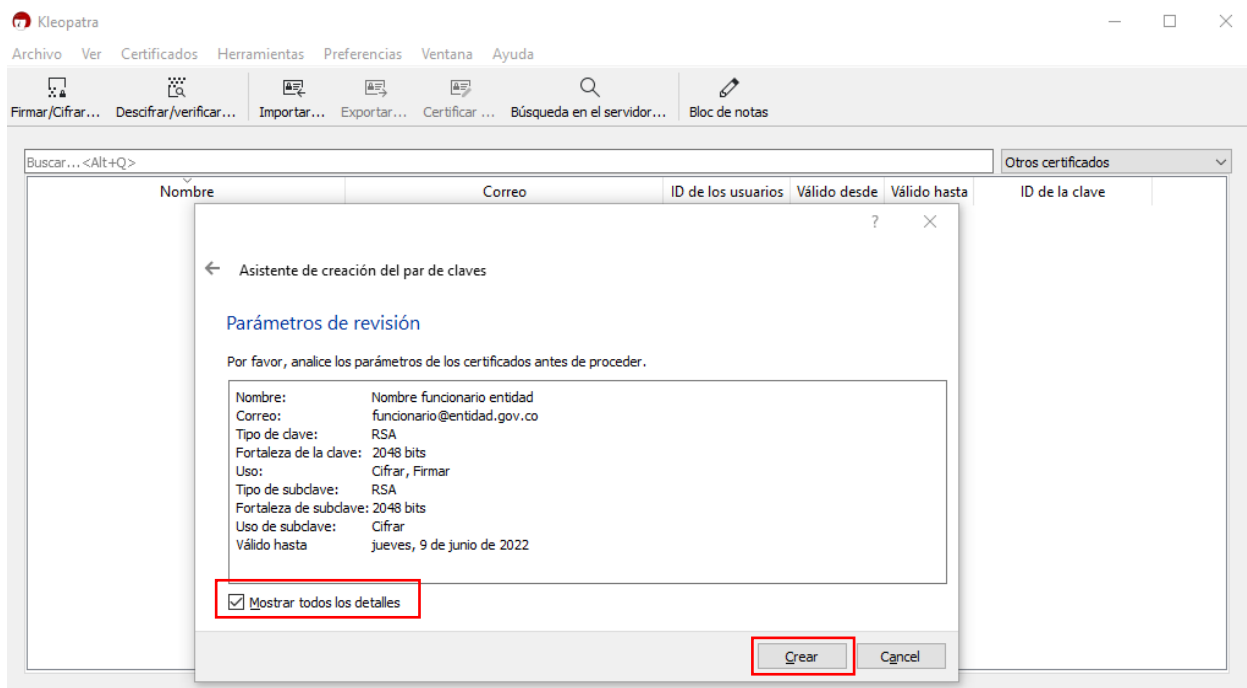 Kleopatra
Archivo Ver Certificados Herramientas Preferencias Ventana Ayuda
Firmar/Cifrar... Descifrar/verificar... Importar... Exportar... Certificar ... Búsqueda en el servidor... Bloc de notas
Buscar...<Alt+Q> Otros certificados
Nombre Correo ID de los usuarios Válido desde Válido hasta ID de la clave
?
Asistente de creación del par de claves
Parámetros de revisión
Por favor, analice los parámetros de los certificados antes de proceder.
Nombre: Nombre funcionario entidad
Correo: funcionario@entidad.gov.co
Tipo de clave: RSA
Fortaleza de la clave: 2048 bits
Uso: Cifrar, Firmar
Tipo de subclave: RSA
Fortaleza de subclave: 2048 bits
Uso de subclave: Cifrar
Válido hasta jueves, 9 de junio de 2022
Mostrar todos los detalles
Crear Cancel